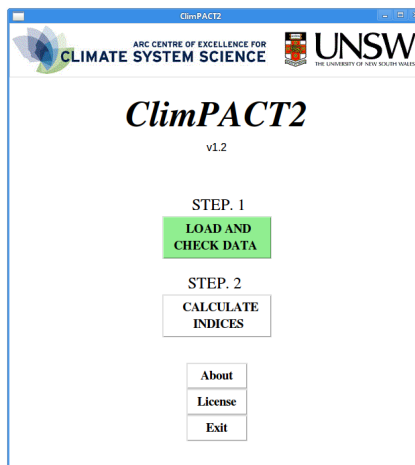 ClimPACT2
ARC CENTRE OF EXCELLENCE FOR
CLIMATE SYSTEM SCIENCE
UNSW
THE UNIVERSITY OF NEW SOUTH WALES
ClimPACT2
v1.2
STEP. 1
LOAD AND
CHECK DATA
STEP. 2
CALCULATE
INDICES
About
License
Exit